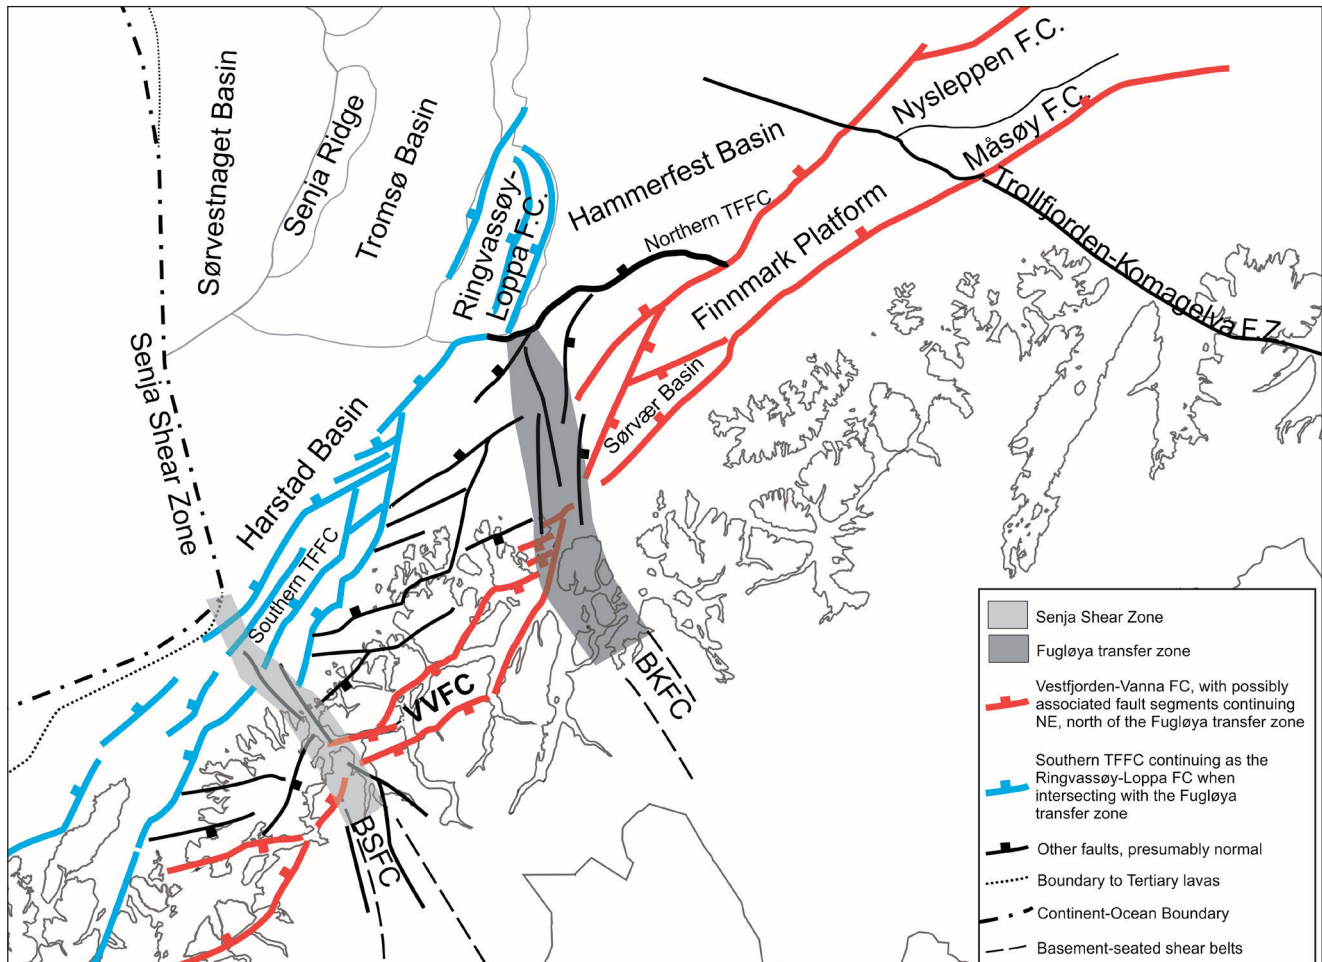 Sørvestnaget Basin
Senja Ridge
Tromsø Basin
Ringvassøy-
Loppa F.C.
Hammerfest Basin
Northern TFFC
Nysleppen F.C.
Måsøy F.C.
Finnmark Platform
Trollfjorden-Komagelva F.Z.
Sørvær Basin
Senja Shear Zone
Harstad Basin
Southern TFFC
VVFC
BKFC
BSFC
Senja Shear Zone
Fugløya transfer zone
Vestfjorden-Vanna FC, with possibly
associated fault segments continuing
NE, north of the Fugløya transfer zone
Southern TFFC continuing as the
Ringvassøy-Loppa FC when
intersecting with the Fugløya
transfer zone
Other faults, presumably normal
Boundary to Tertiary lavas
Continent-Ocean Boundary
Basement-seated shear belts